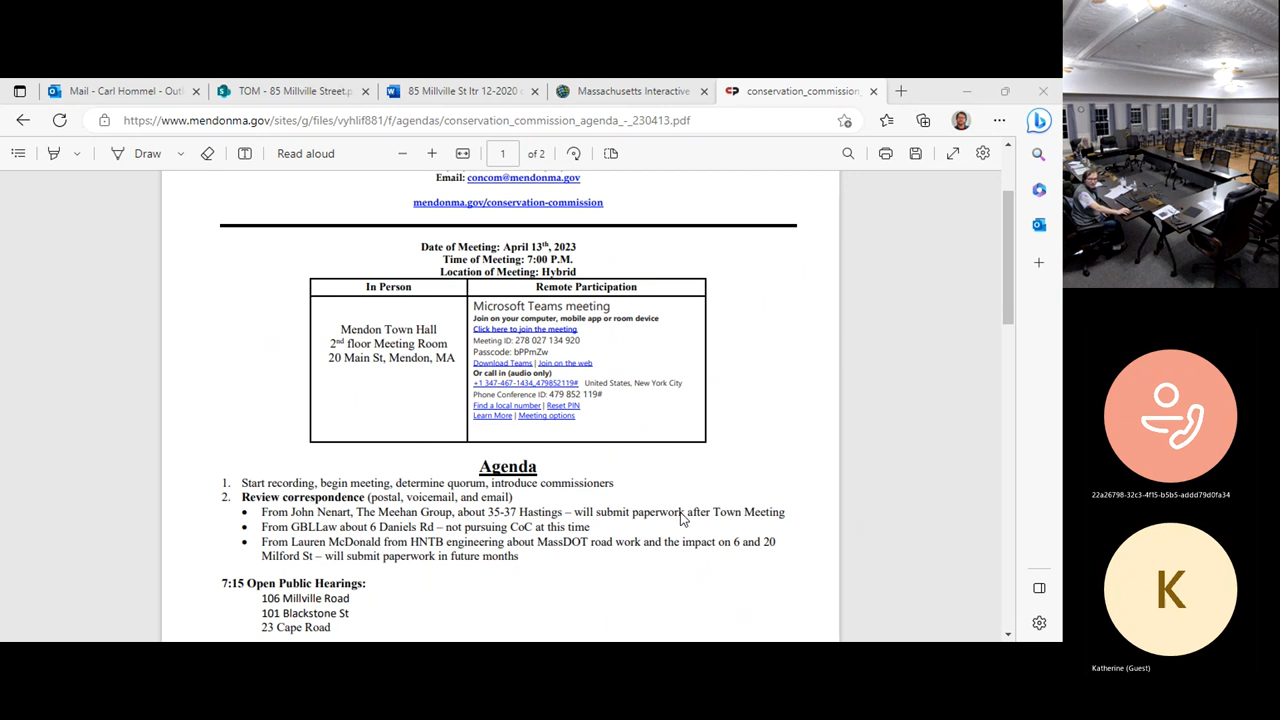 Mail - Carl Hommel - Outl
TOM - 85 Millville Street.p
85 Millville St ltr 12-2020
Massachusetts Interactive
conservation_commission_
https://www.mendonma.gov/sites/g/files/vyhlif881/f/agendas/conservation_commission_agenda_-_230413.pdf
Draw
Read aloud
1 of 2
Email: concom@mendonma.gov
mendonma.gov/conservation-commission
Date of Meeting: April 13th, 2023
Time of Meeting: 7:00 P.M.
Location of Meeting: Hybrid
In Person
Remote Participation
Mendon Town Hall
2nd floor Meeting Room
20 Main St, Mendon, MA
Microsoft Teams meeting
Join on your computer, mobile app or room device
Click here to join the meeting
Meeting ID: 278 027 134 920
Passcode: bPPmZw
Download Teams | Join on the web
Or call in (audio only)
+1 347-467-1434,,479852119# United States, New York City
Phone Conference ID: 479 852 119#
Find a local number | Reset PIN
Learn More | Meeting options
Agenda
1. Start recording, begin meeting, determine quorum, introduce commissioners
2. Review correspondence (postal, voicemail, and email)
• From John Nenart, The Meehan Group, about 35-37 Hastings – will submit paperwork after Town Meeting
• From GBLLaw about 6 Daniels Rd – not pursuing CoC at this time
• From Lauren McDonald from HNTB engineering about MassDOT road work and the impact on 6 and 20
Milford St – will submit paperwork in future months
7:15 Open Public Hearings:
106 Millville Road
101 Blackstone St
23 Cape Road
22a26798-32c3-4f15-b5b5-addd79d0fa34
K
Katherine (Guest)